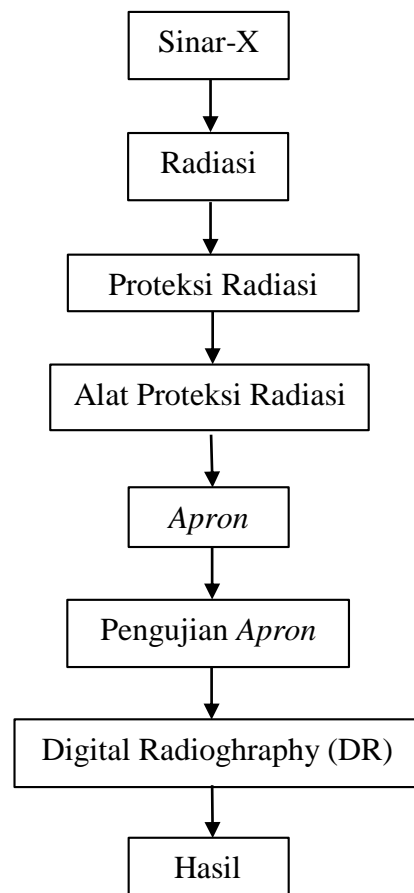 Sinar-X
Radiasi
Proteksi Radiasi
Alat Proteksi Radiasi
Apron
Pengujian Apron
Digital Radioghraphy (DR)
Hasil